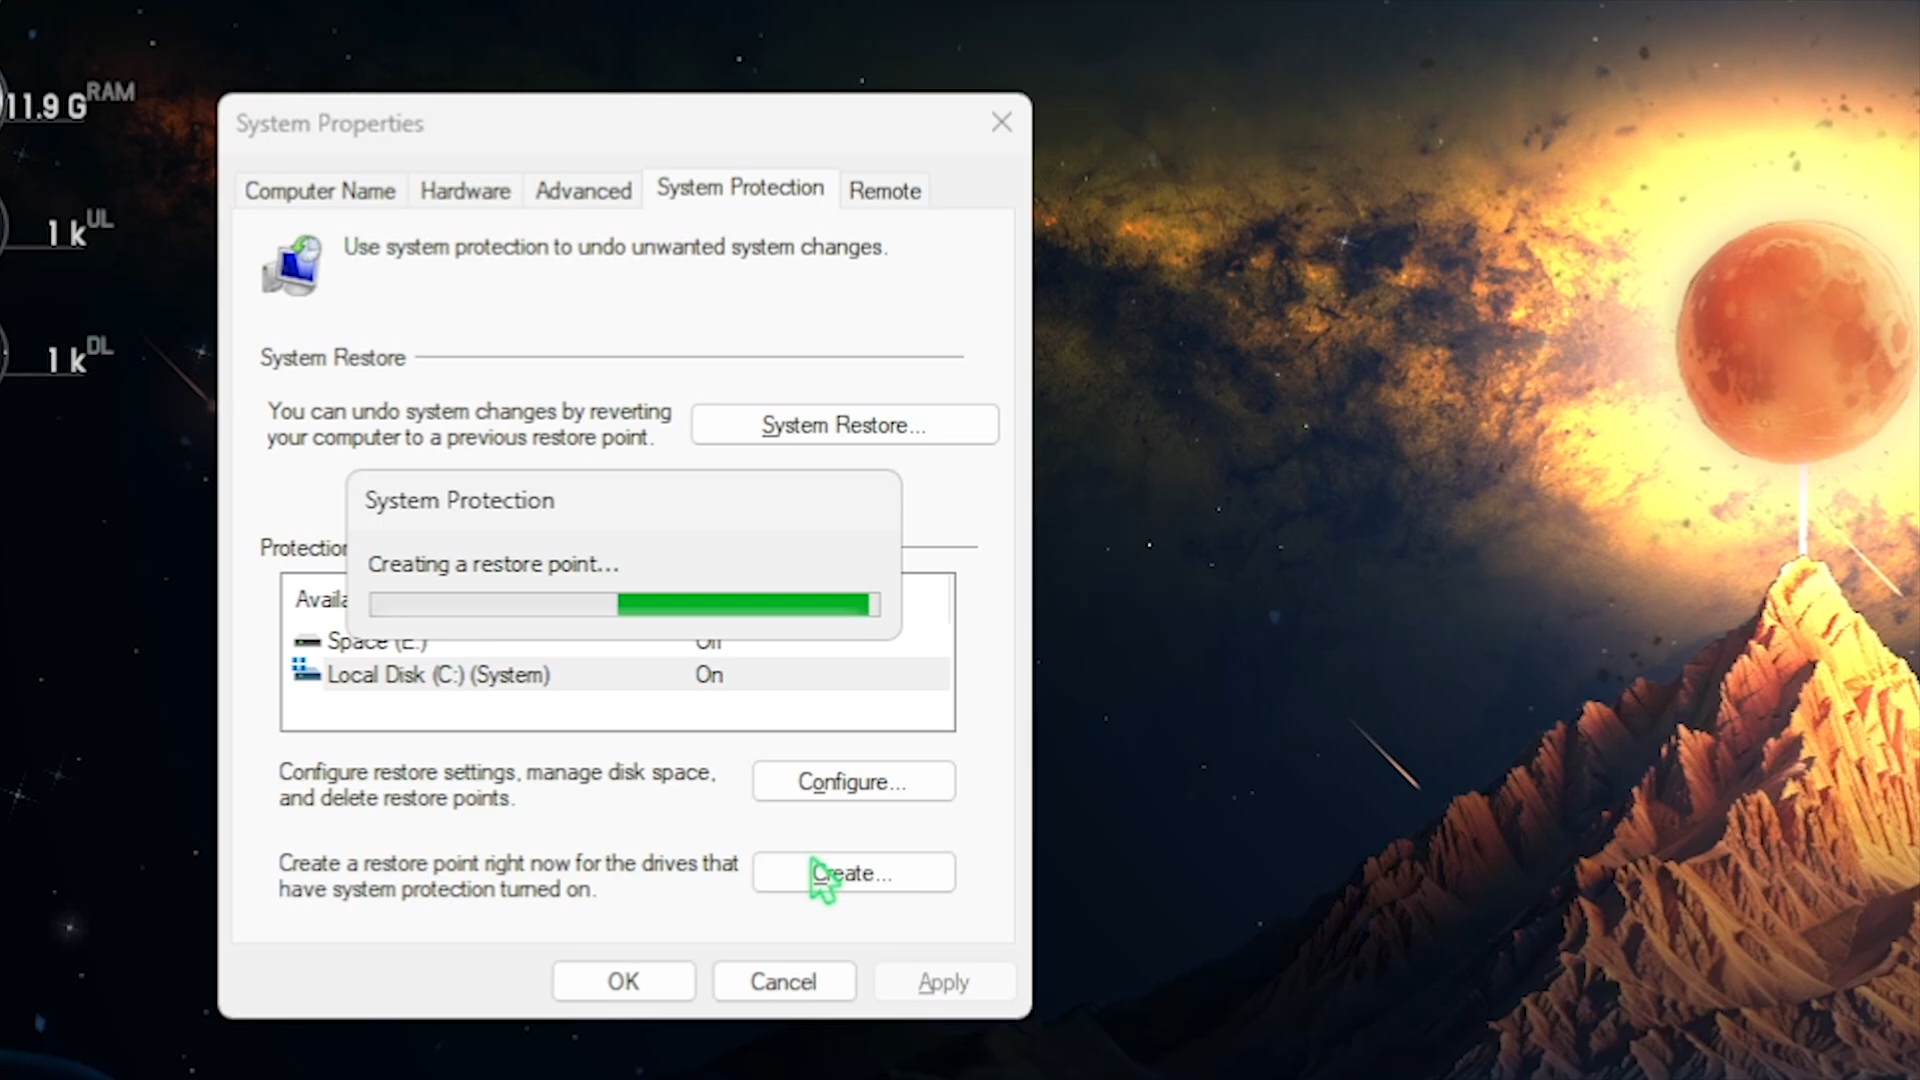 RAM
11.9 G
UL
1 k
DL
1 k
System Properties
Computer Name
Hardware
Advanced
System Protection
Remote
Use system protection to undo unwanted system changes.
System Restore
You can undo system changes by reverting
your computer to a previous restore point.
System Restore...
System Protection
Creating a restore point...
Space (E:)
Off
Local Disk (C:) (System)
On
Configure restore settings, manage disk space,
and delete restore points.
Configure...
Create a restore point right now for the drives that
have system protection turned on.
Create...
OK
Cancel
Apply